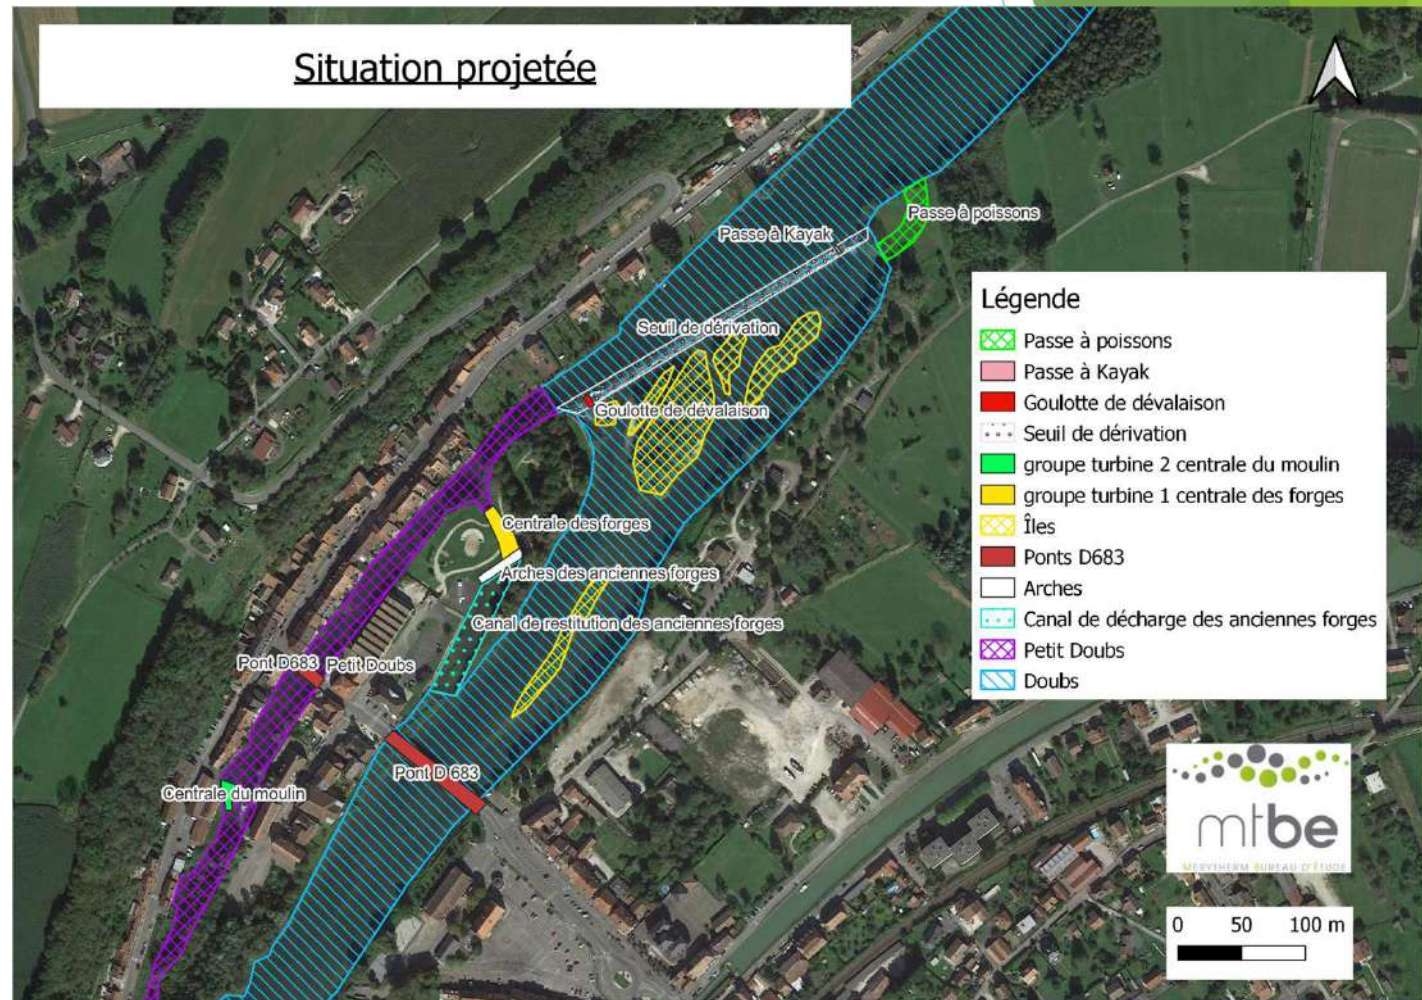 Situation projetée
Passe à poissons
Passe à Kayak
Seuil de dérivation
Goulotte de dévalaison
Centrale des forges
Arches des anciennes forges
Canal de restitution des anciennes forges
Pont D683
Petit Doubs
Pont D 683
Centrale du moulin
Légende
Passe à poissons
Passe à Kayak
Goulotte de dévalaison
Seuil de dérivation
groupe turbine 2 centrale du moulin
groupe turbine 1 centrale des forges
Îles
Ponts D683
Arches
Canal de décharge des anciennes forges
Petit Doubs
Doubs
mtbe
MERYTHERM BUREAU D'ÉTUDE
0 50 100 m